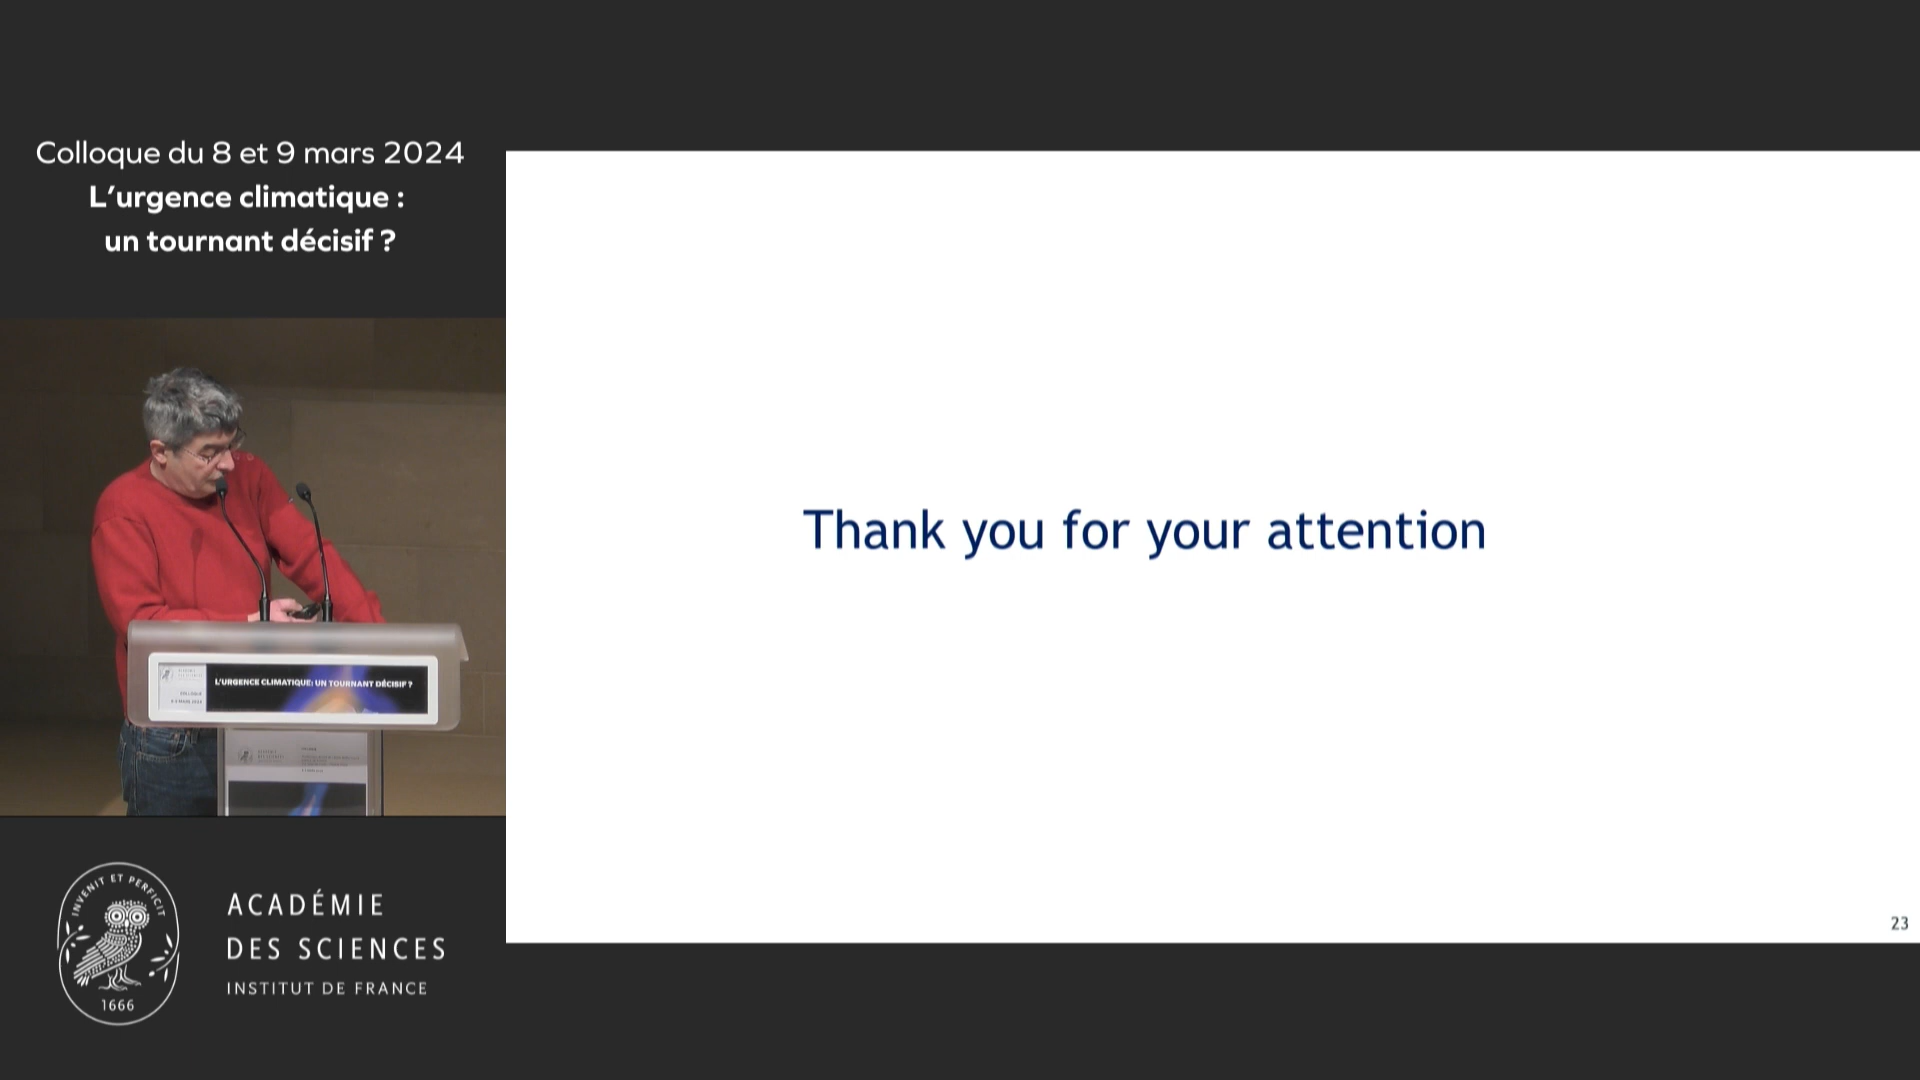 Colloque du 8 et 9 mars 2024
L’urgence climatique :
un tournant décisif ?
Thank you for your attention
23
L'URGENCE CLIMATIQUE: UN TOURNANT DÉCISIF ?
INVENIT ET PERFICIT
1666
ACADÉMIE
DES SCIENCES
INSTITUT DE FRANCE